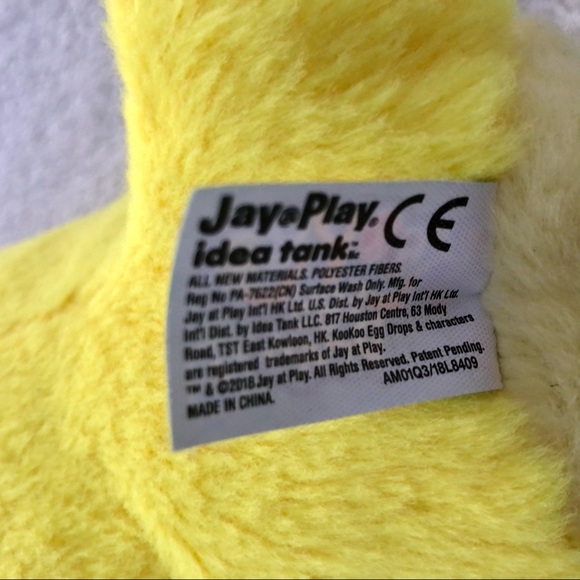 Jay@Play® CE
idea tank™
ALL NEW MATERIALS. POLYESTER FIBERS.
Reg No PA-7622(CN) Surface Wash Only. Mfg. for
Jay at Play Int'l HK Ltd. U.S. Dist. by Jay at Play Int'l HK Ltd.
Int'l Dist. by Idea Tank LLC. 817 Houston Centre, 63 Mody
Road, TST East Kowloon, HK. KooKoo Egg Drops & characters
are registered trademarks of Jay at Play.
™ & ©2018 Jay at Play. All Rights Reserved. Patent Pending.
MADE IN CHINA. AM01Q3/18L8409